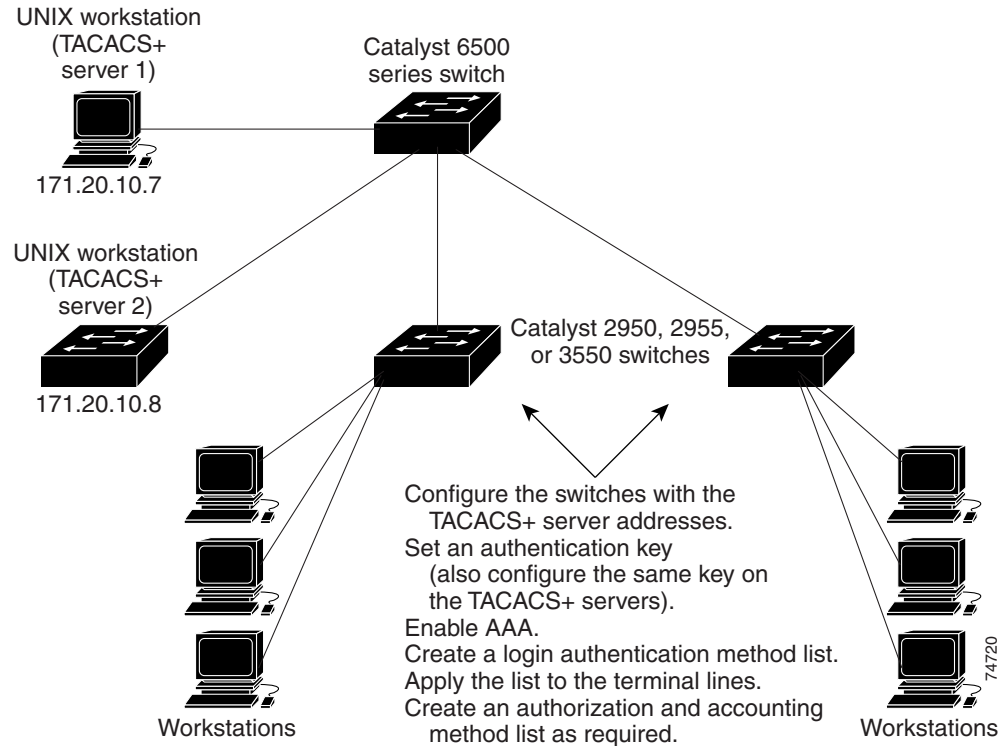 UNIX workstation
(TACACS+
server 1)
Catalyst 6500
series switch
171.20.10.7
UNIX workstation
(TACACS+
server 2)
Catalyst 2950, 2955,
or 3550 switches
171.20.10.8
Configure the switches with the
TACACS+ server addresses.
Set an authentication key
(also configure the same key on
the TACACS+ servers).
Enable AAA.
Create a login authentication method list.
Apply the list to the terminal lines.
Create an authorization and accounting
method list as required.
Workstations
Workstations
74720